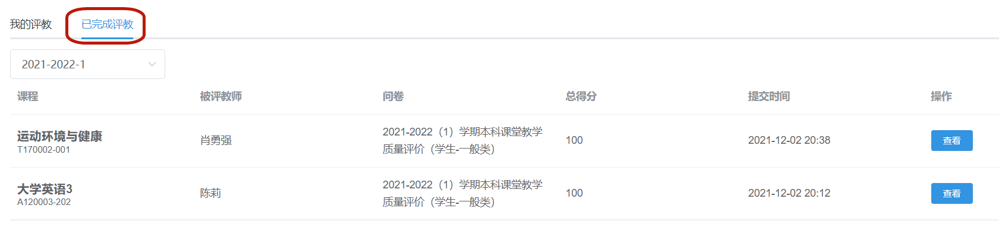 我的评教 已完成评教
2021-2022-1
课程 被评教师 问卷 总得分 提交时间 操作
运动环境与健康
T170002-001
肖勇强
2021-2022（1）学期本科课堂教学
质量评价（学生-一般类）
100
2021-12-02 20:38
查看
大学英语3
A120003-202
陈莉
2021-2022（1）学期本科课堂教学
质量评价（学生-一般类）
100
2021-12-02 20:12
查看